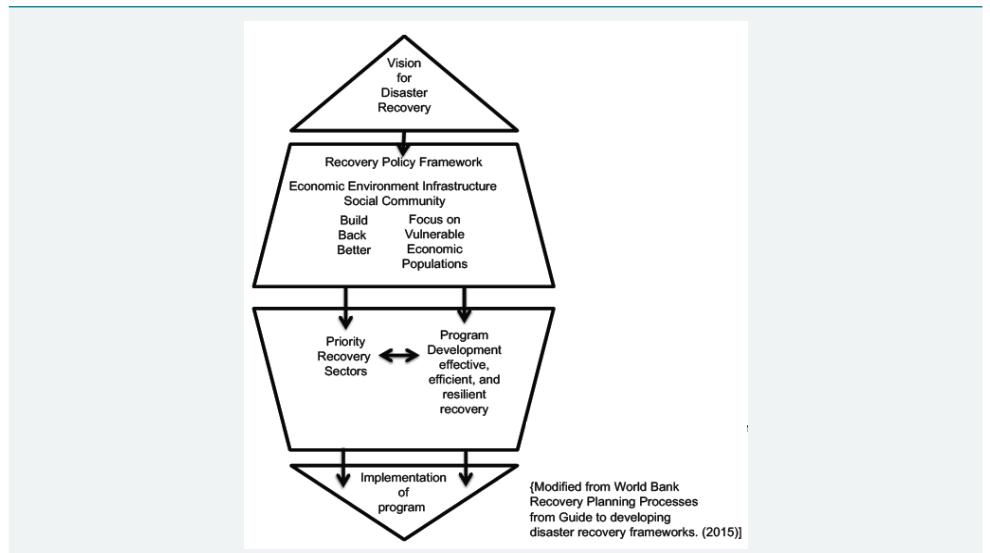 Vision
for
Disaster
Recovery
Recovery Policy Framework
Economic Environment Infrastructure
Social Community
Build
Back
Better
Focus on
Vulnerable
Economic
Populations
Priority
Recovery
Sectors
Program
Development
effective,
efficient, and
resilient
recovery
Implementation
of
program
{Modified from World Bank
Recovery Planning Processes
from Guide to developing
disaster recovery frameworks. (2015)]